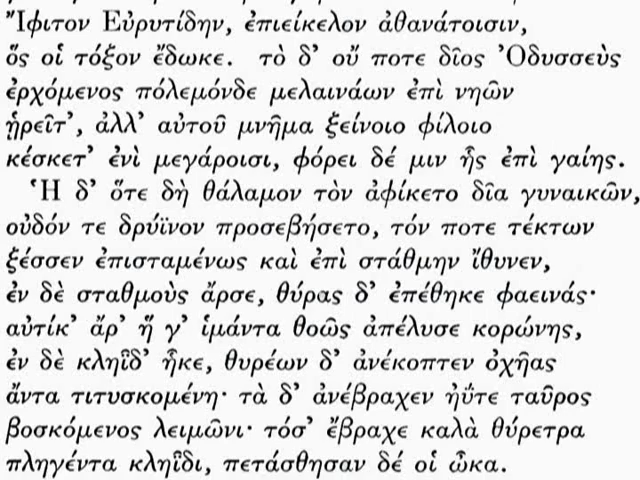 Ἴφιτον Εὐρυτίδην, ἐπιείκελον ἀθανάτοισιν,
ὅς οἱ τόξον ἔδωκε. τὸ δ’ οὔ ποτε δῖος Ὀδυσσεὺς
ἐρχόμενος πόλεμόνδε μελαινάων ἐπὶ νηῶν
ᾑρεῖτ’, ἀλλ’ αὐτοῦ μνῆμα ξείνοιο φίλοιο
κέσκετ’ ἐνὶ μεγάροισι, φόρει δέ μιν ἧς ἐπὶ γαίης.
Ἡ δ’ ὅτε δὴ θάλαμον τὸν ἀφίκετο δῖα γυναικῶν,
οὐδόν τε δρύϊνον προσεβήσετο, τόν ποτε τέκτων
ξέσσεν ἐπισταμένως καὶ ἐπὶ στάθμην ἴθυνεν,
ἐν δὲ σταθμοὺς ἄρσε, θύρας δ’ ἐπέθηκε φαεινάς·
αὐτίκ’ ἄρ’ ἥ γ’ ἱμάντα θοῶς ἀπέλυσε κορώνης,
ἐν δὲ κληῗδ’ ἧκε, θυρέων δ’ ἀνέκοπτεν ὀχῆας
ἄντα τιτυσκομένη· τὰ δ’ ἀνέβραχεν ἠΰτε ταῦρος
βοσκόμενος λειμῶνι· τόσ’ ἔβραχε καλὰ θύρετρα
πληγέντα κληῗδι, πετάσθησαν δέ οἱ ὦκα.